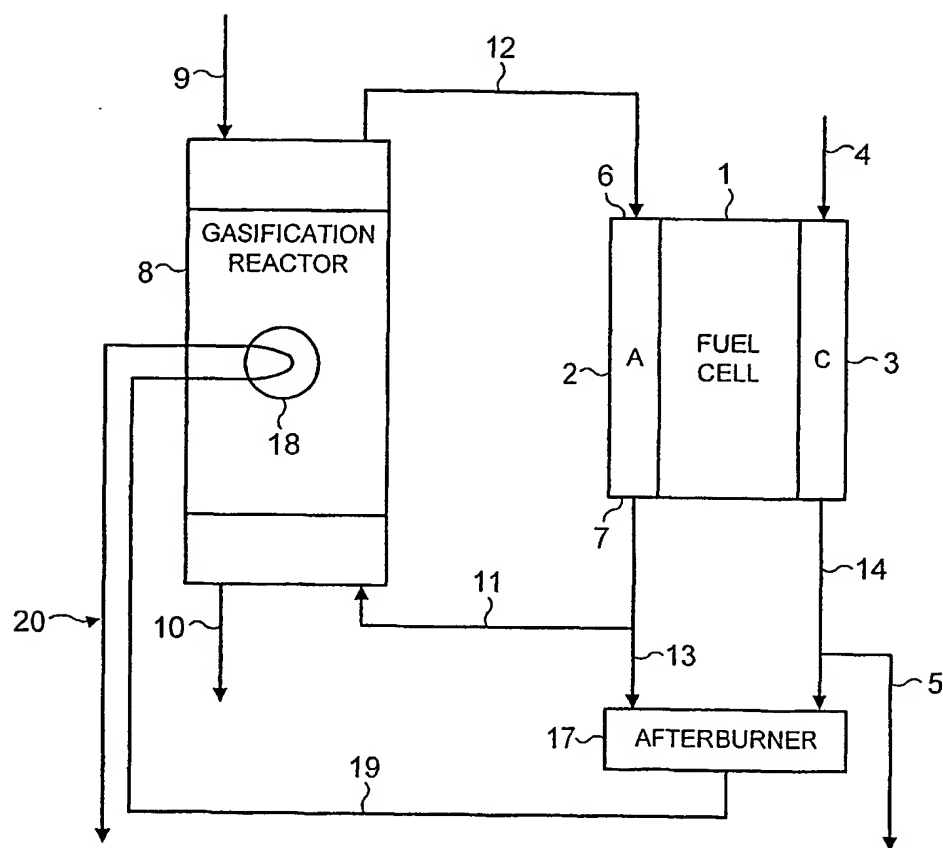 12
9
4
6
1
GASIFICATION
REACTOR
8
2
A
FUEL
CELL
C
3
18
7
14
11
20
10
13
5
17
AFTERBURNER
19